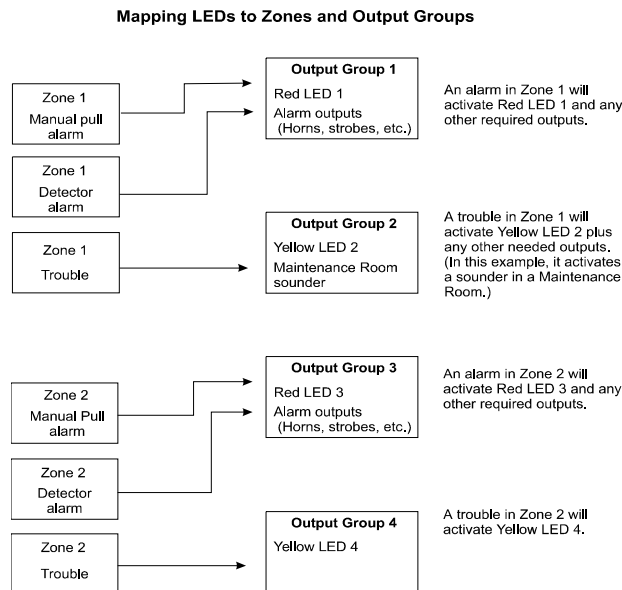 Mapping LEDs to Zones and Output Groups
Zone 1
Manual pull
alarm
Zone 1
Detector
alarm
Zone 1
Trouble
Output Group 1
Red LED 1
Alarm outputs
(Horns, strobes, etc.)
An alarm in Zone 1 will
activate Red LED 1 and any
other required outputs.
Output Group 2
Yellow LED 2
Maintenance Room
sounder
A trouble in Zone 1 will
activate Yellow LED 2 plus
any other needed outputs.
(In this example, it activates
a sounder in a Maintenance
Room.)
Zone 2
Manual Pull
alarm
Zone 2
Detector
alarm
Zone 2
Trouble
Output Group 3
Red LED 3
Alarm outputs
(Horns, strobes, etc.)
An alarm in Zone 2 will
activate Red LED 3 and any
other required outputs.
Output Group 4
Yellow LED 4
A trouble in Zone 2 will
activate Yellow LED 4.